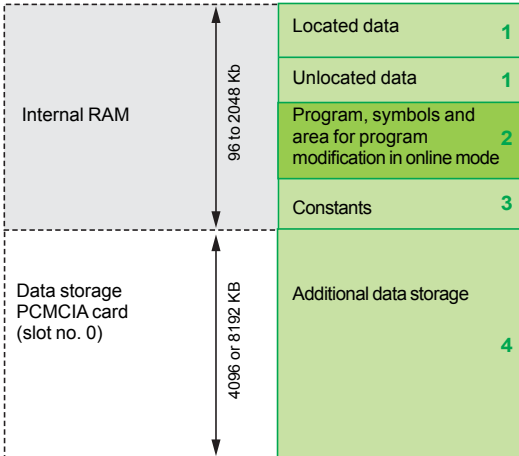 Located data 1
Unlocated data 1
Internal RAM
96 to 2048 Kb
Program, symbols and
area for program 2
modification in online mode
Constants 3
Data storage
PCMCIA card
(slot no. 0)
4096 or 8192 KB
Additional data storage
4